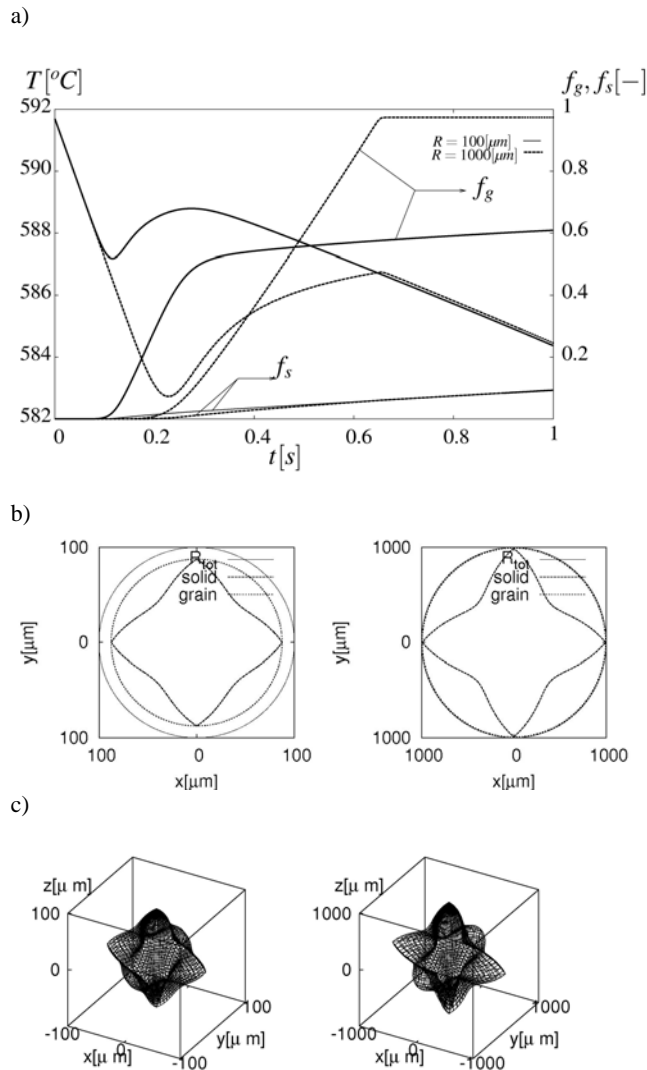 a)
T[°C] f_g, f_s[−]
592 1
590 0.8
588 0.6
586 0.4
584 0.2
582
R = 100[μm]
R = 1000[μm]
f_g
f_s
0 0.2 0.4 0.6 0.8 1
t[s]
b)
100 1000
R_tot R_tot
solid solid
grain grain
y[μm] 0 y[μm] 0
100 1000
100 0 100 1000 0 1000
x[μm] x[μm]
c)
z[μ m] z[μ m]
100 1000
0 0
100 1000
-100 0 -100 -1000 0 -1000
x[μ m] y[μ m] x[μ m] y[μ m]